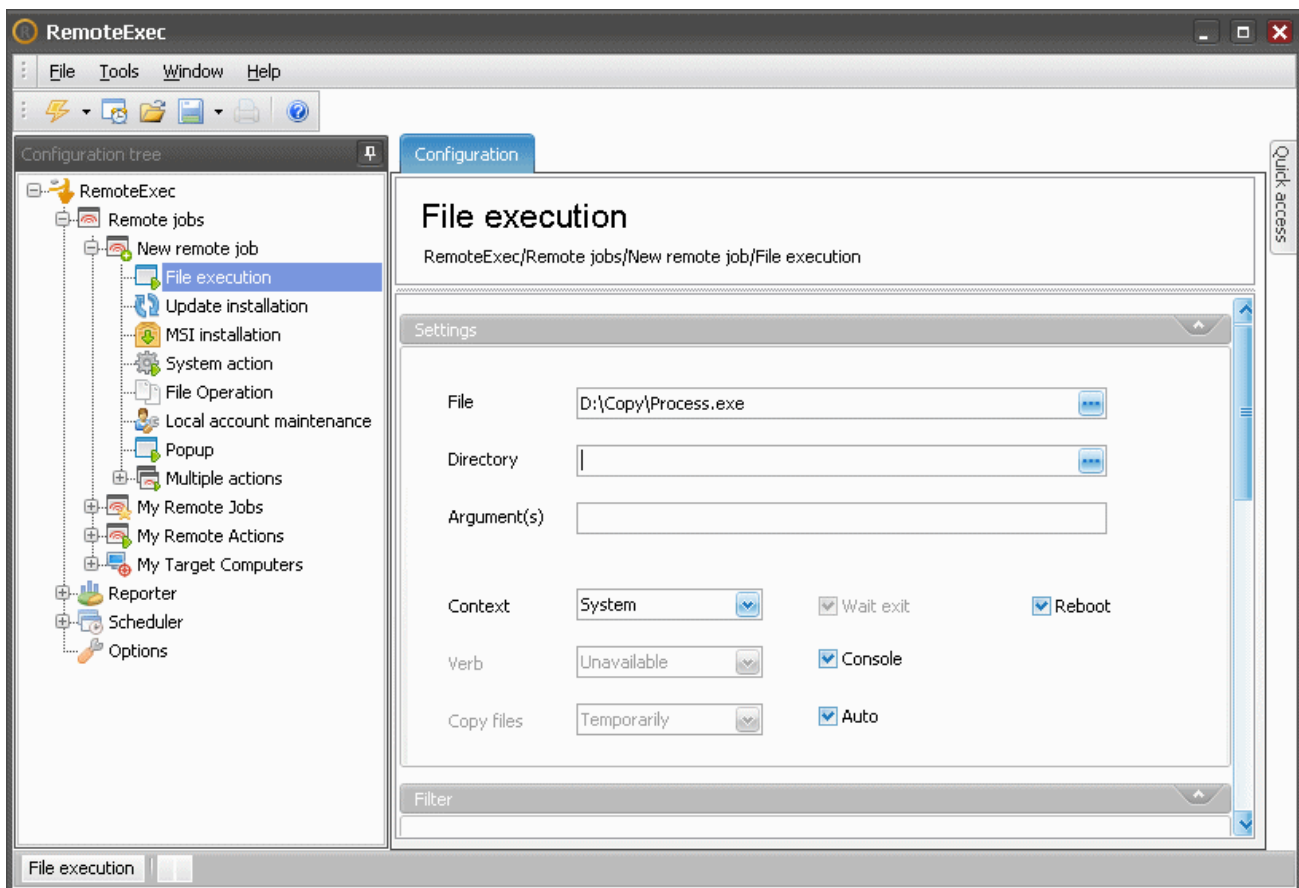 RemoteExec
File Tools Window Help
Configuration tree
RemoteExec
Remote jobs
New remote job
File execution
Update installation
MSI installation
System action
File Operation
Local account maintenance
Popup
Multiple actions
My Remote Jobs
My Remote Actions
My Target Computers
Reporter
Scheduler
Options
Configuration
File execution
RemoteExec/Remote jobs/New remote job/File execution
Settings
File D:\Copy\Process.exe
Directory
Argument(s)
Context System Wait exit Reboot
Verb Unavailable Console
Copy files Temporarily Auto
Filter
Quick access
File execution